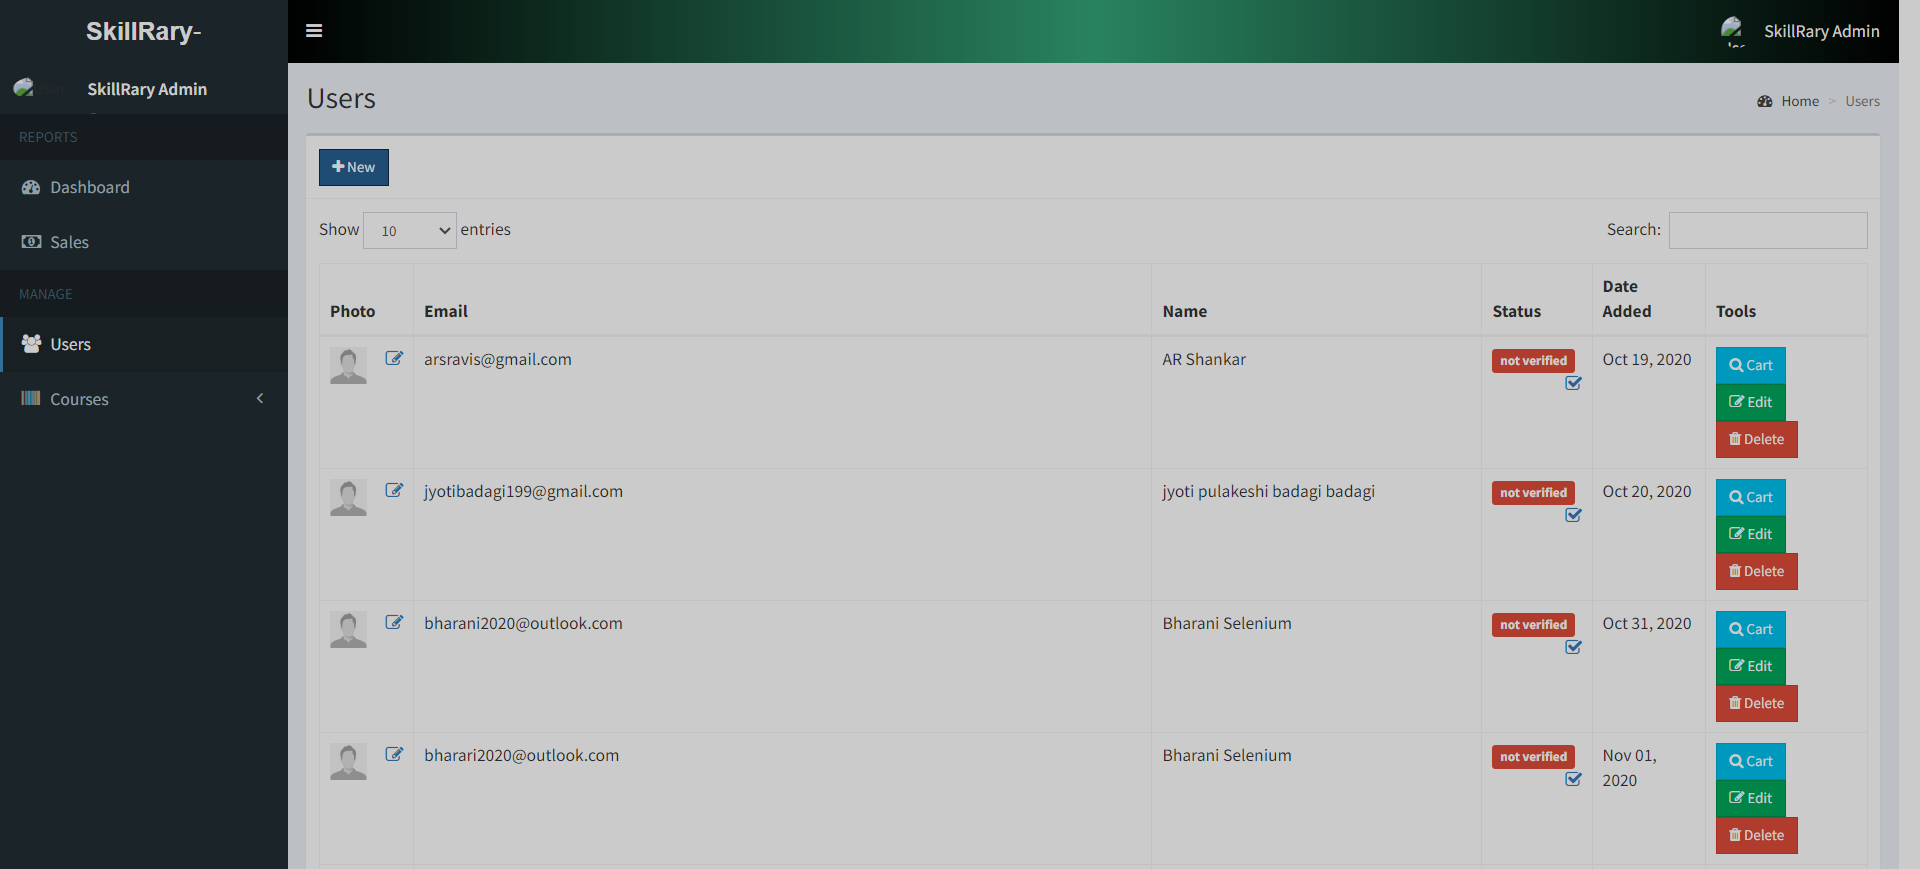 SkillRary-
SkillRary Admin
SkillRary Admin
REPORTS
Dashboard
Sales
MANAGE
Users
Courses
Users
Home > Users
New
Show 10 entries
Search:
Photo Email Name Status Date Added Tools
arsravis@gmail.com AR Shankar not verified Oct 19, 2020 Cart
Edit
Delete
jyotibadagi199@gmail.com jyoti pulakeshi badagi badagi not verified Oct 20, 2020 Cart
Edit
Delete
bharani2020@outlook.com Bharani Selenium not verified Oct 31, 2020 Cart
Edit
Delete
bharari2020@outlook.com Bharani Selenium not verified Nov 01, 2020 Cart
Edit
Delete